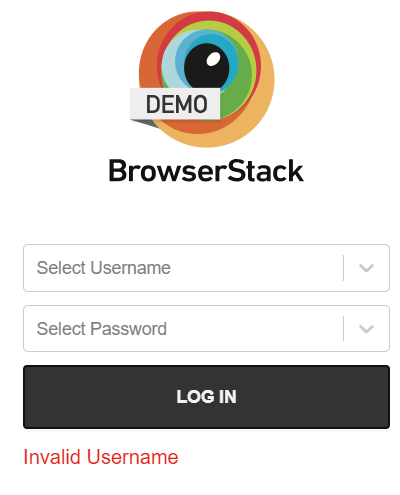 DEMO
BrowserStack
Select Username
Select Password
LOG IN
Invalid Username